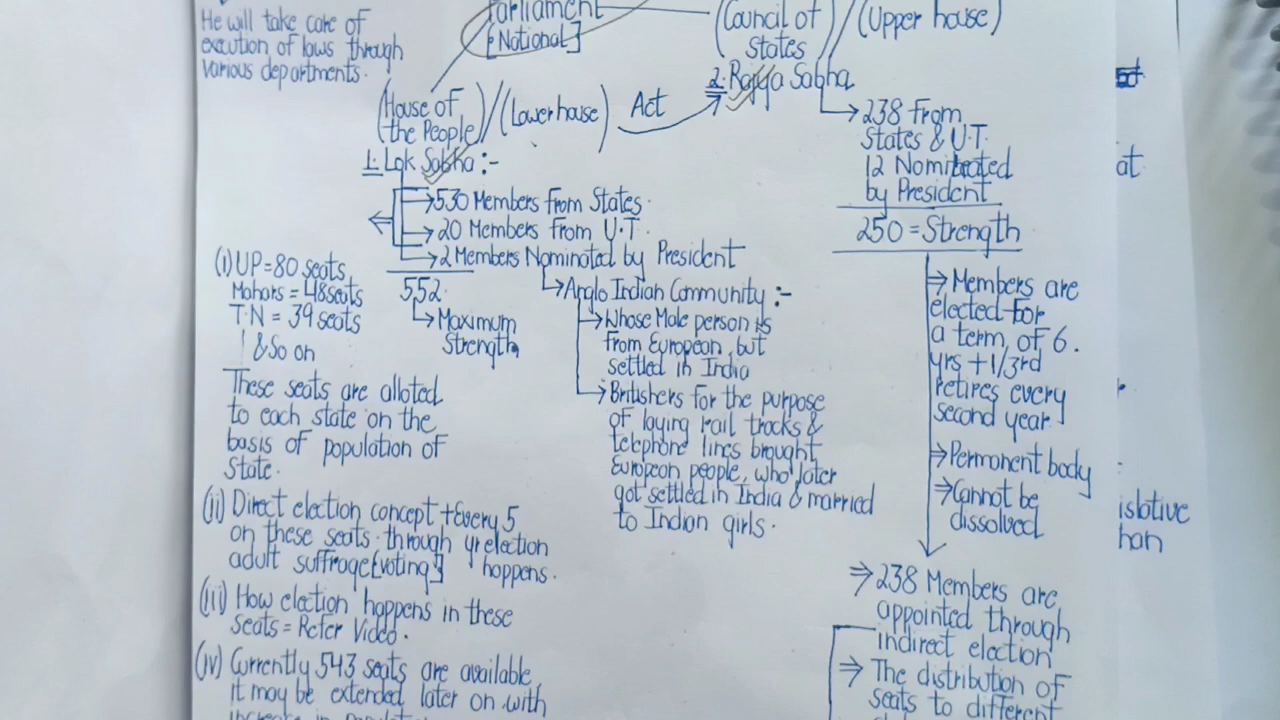 He will take care of
excution of laws through
various departments.
Parliament
[National]
(Council of
States)
/(Upper house)
2. Rajya Sabha
(House of
the People)/(Lower house)
Act
1. Lok Sabha :-
530 Members from States.
20 Members from U.T.
2 Members Nominated by President
552.
Maximum
Strength
Anglo Indian Community :-
Whose Male person is
from European, but
settled in India
Britishers for the purpose
of laying rail tracks &
telephone lines brought
European people, who later
got settled in India & married
to Indian girls.
(i) UP = 80 seats
Mahars = 48 seats
T.N = 39 seats
& So on
These seats are alloted
to each state on the
basis of population of
state.
(ii) Direct election concept + Every 5
on these seats through yr election
adult suffrage [voting] happens.
(iii) How election happens in these
seats = Refer Video.
(iv) Currently 543 seats are available,
it may be extended later on with
increase in
238 From
States & U.T.
12 Nominated
by President
250 = Strength
Members are
elected for
a term of 6
yrs + 1/3rd
retires every
second year
Permanent body
Cannot be
dissolved
238 Members are
appointed through
indirect election
The distribution of
seats to different
at
islative